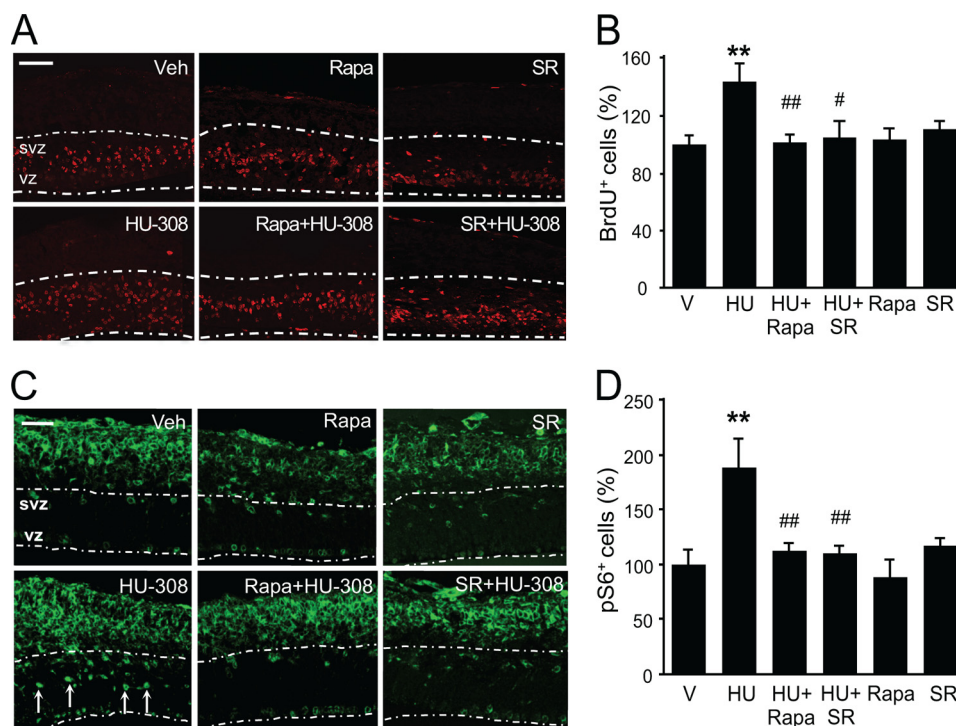 A
Veh
Rapa
SR
svz
vz
HU-308
Rapa+HU-308
SR+HU-308
B
BrdU⁺ cells (%)
160
120
80
40
0
**
##
#
V
HU
HU+
Rapa
HU+
SR
Rapa
SR
C
Veh
Rapa
SR
svz
vz
HU-308
Rapa+HU-308
SR+HU-308
D
pS6⁺ cells (%)
250
200
150
100
50
0
**
##
##
V
HU
HU+
Rapa
HU+
SR
Rapa
SR